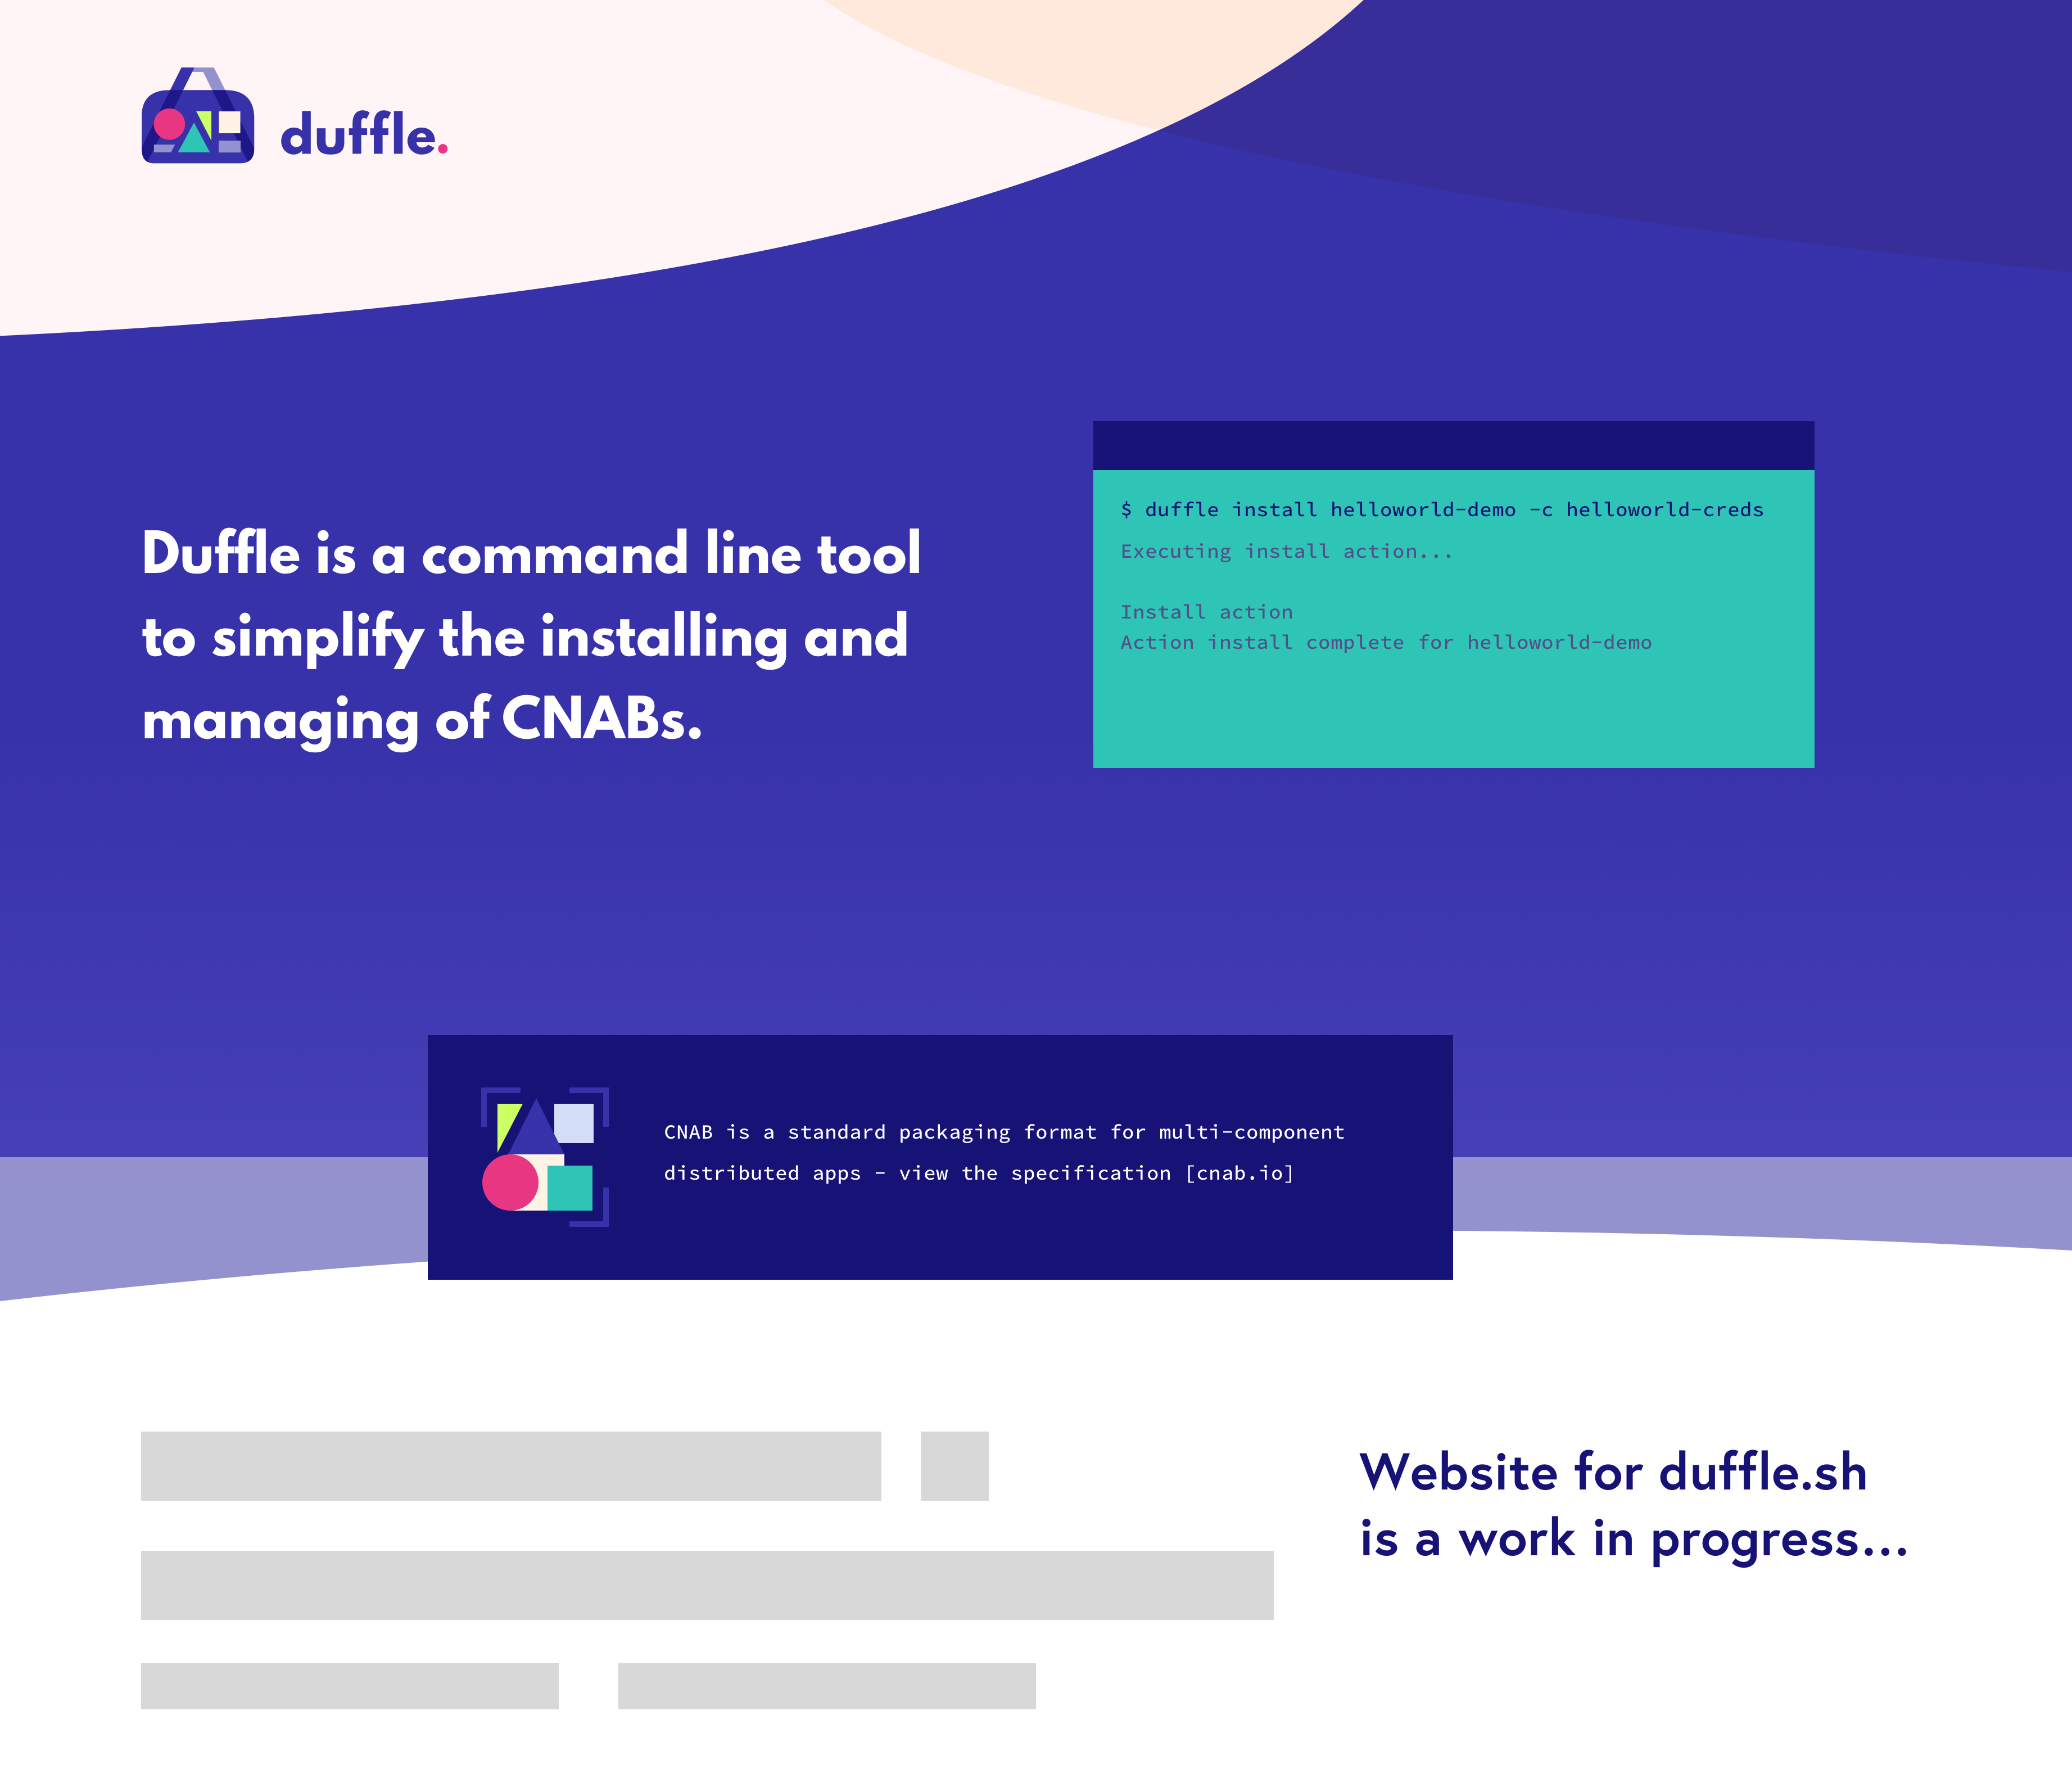 duffle.
Duffle is a command line tool
to simplify the installing and
managing of CNABs.
$ duffle install helloworld-demo -c helloworld-creds
Executing install action...
Install action
Action install complete for helloworld-demo
CNAB is a standard packaging format for multi-component
distributed apps - view the specification [cnab.io]
Website for duffle.sh
is a work in progress...